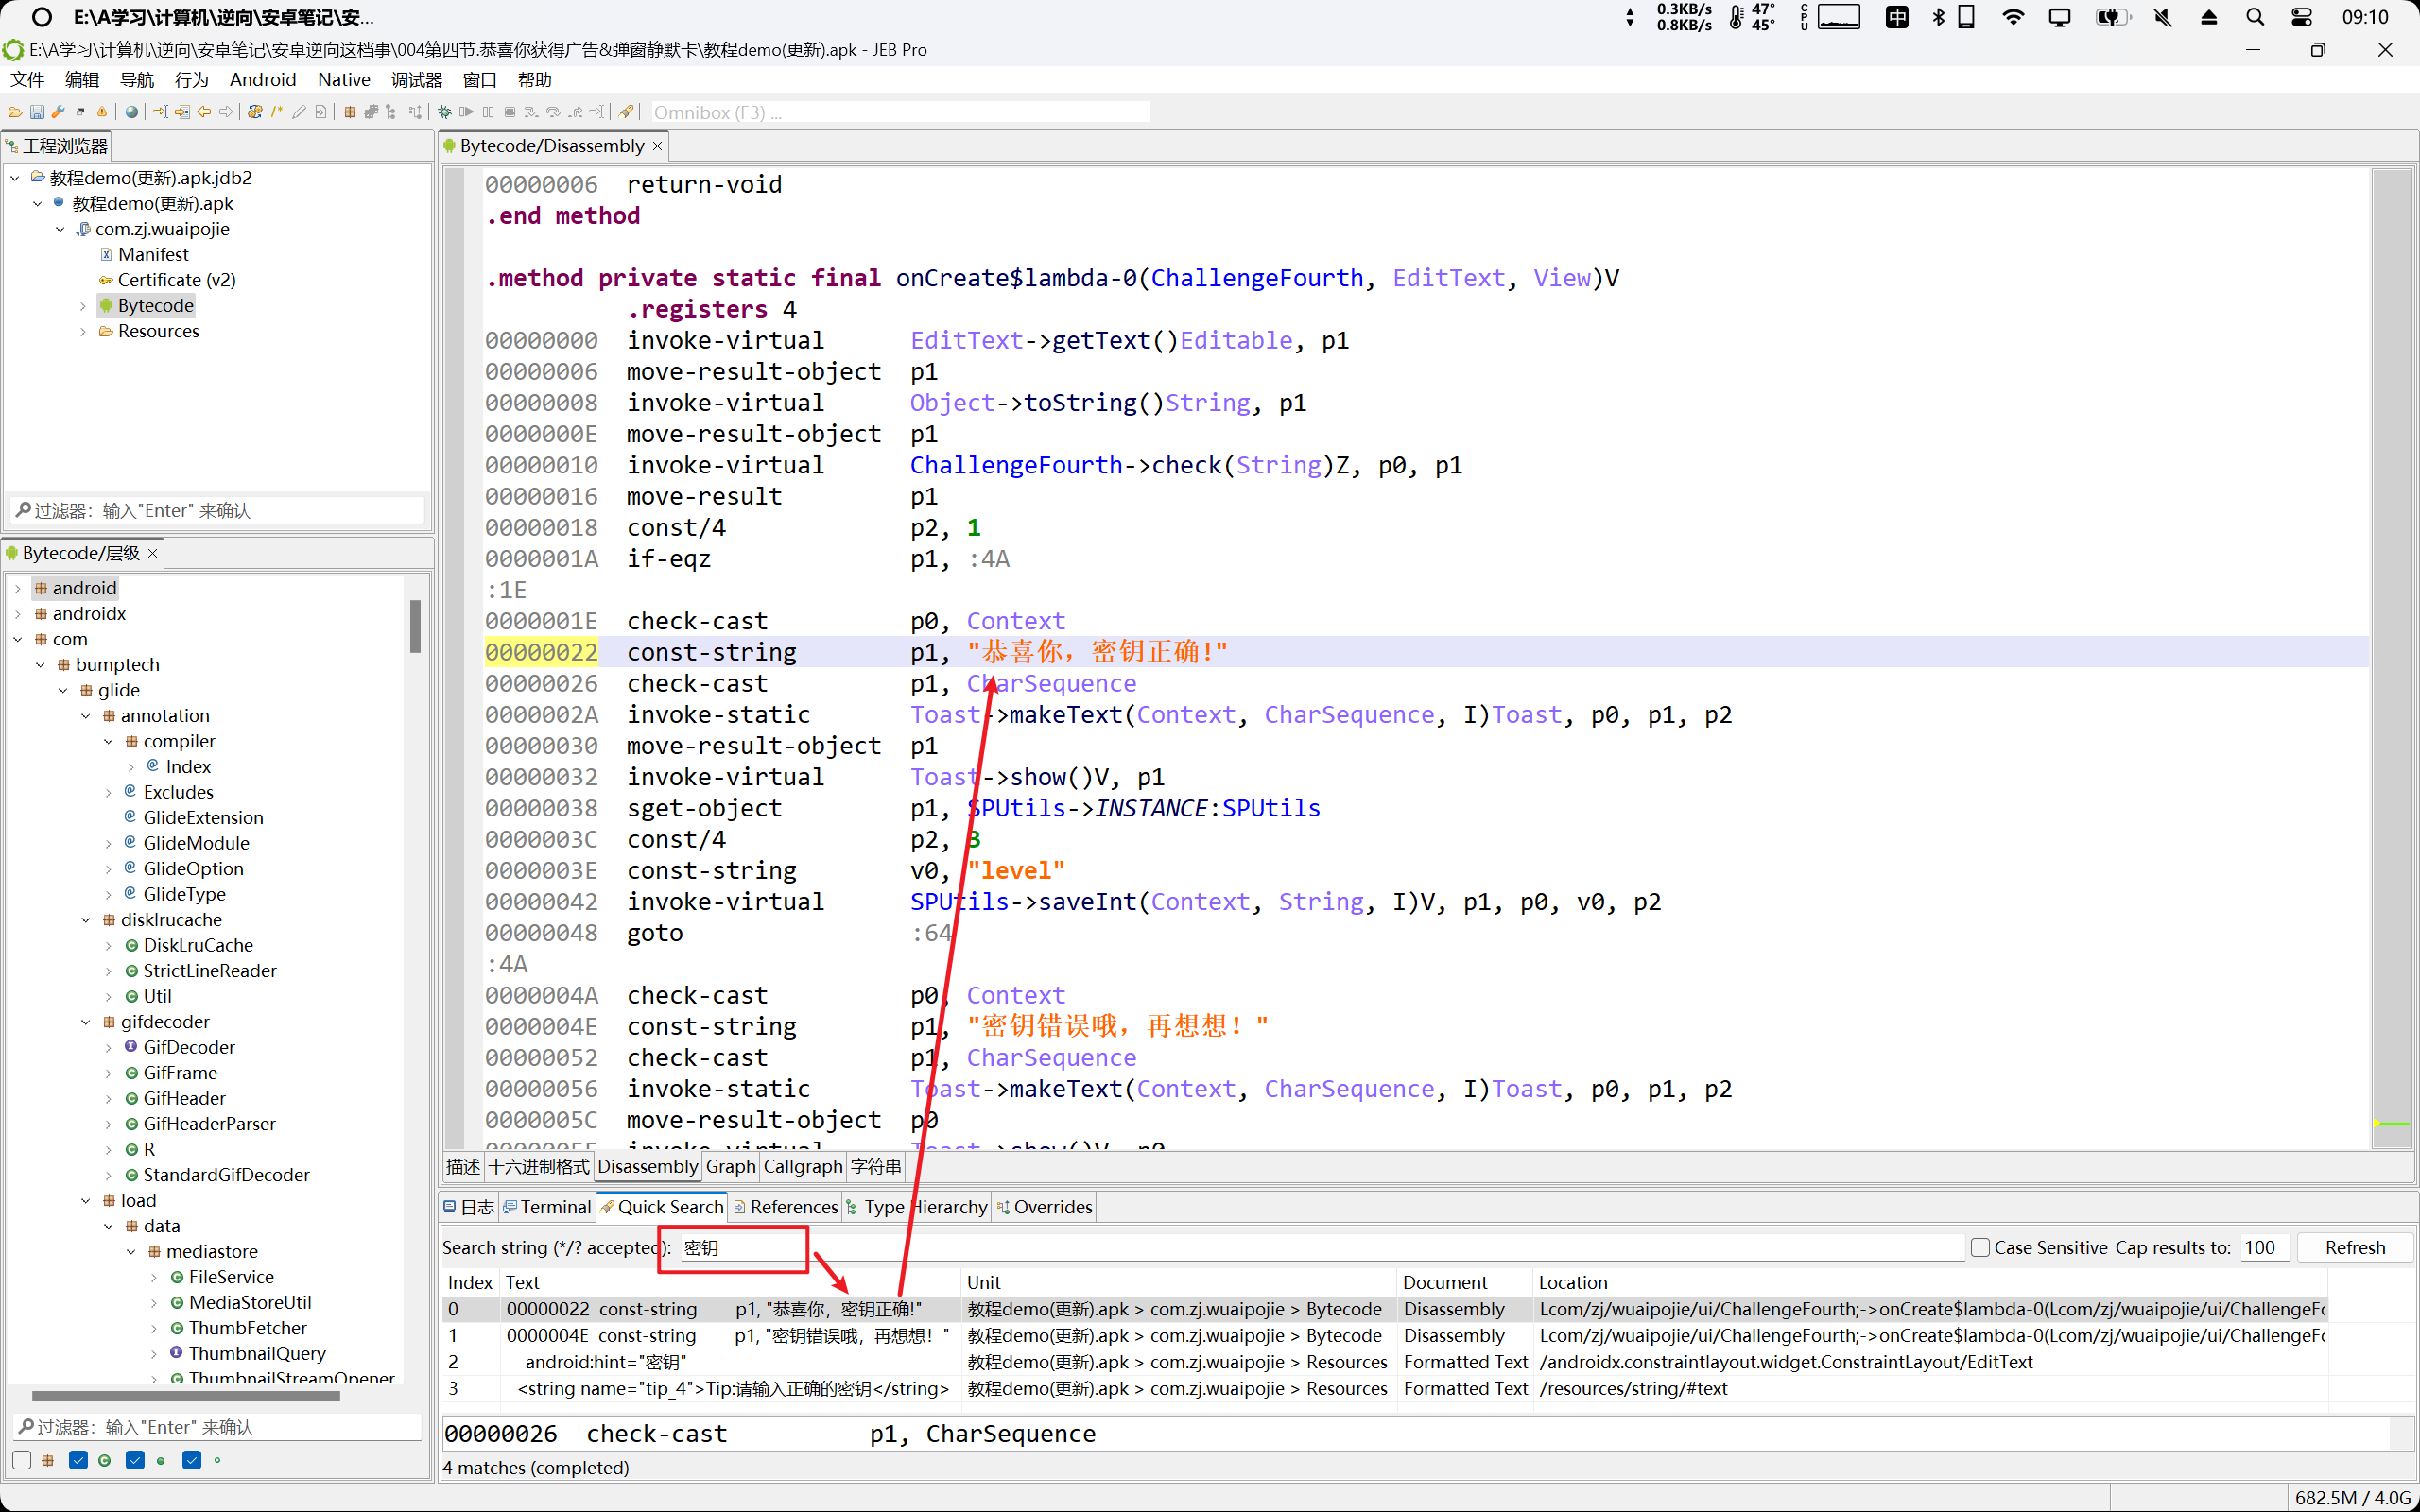 E:\A学习\计算机\逆向\安卓笔记\安...
0.3KB/s
0.8KB/s
47°
45°
CPU
中
09:10
E:\A学习\计算机\逆向\安卓笔记\安卓逆向这档事\004第四节.恭喜你获得广告&弹窗静默卡\教程demo(更新).apk - JEB Pro
文件 编辑 导航 行为 Android Native 调试器 窗口 帮助
Omnibox (F3) ...
工程浏览器
教程demo(更新).apk.jdb2
教程demo(更新).apk
com.zj.wuaipojie
Manifest
Certificate (v2)
Bytecode
Resources
过滤器：输入"Enter" 来确认
Bytecode/层级
android
androidx
com
bumptech
glide
annotation
compiler
Index
Excludes
GlideExtension
GlideModule
GlideOption
GlideType
disklrucache
DiskLruCache
StrictLineReader
Util
gifdecoder
GifDecoder
GifFrame
GifHeader
GifHeaderParser
R
StandardGifDecoder
load
data
mediastore
FileService
MediaStoreUtil
ThumbFetcher
ThumbnailQuery
ThumbnailStreamOpener
过滤器：输入"Enter" 来确认
Bytecode/Disassembly
00000006 return-void
.end method
.method private static final onCreate$lambda-0(ChallengeFourth, EditText, View)V
.registers 4
00000000 invoke-virtual EditText->getText()Editable, p1
00000006 move-result-object p1
00000008 invoke-virtual Object->toString()String, p1
0000000E move-result-object p1
00000010 invoke-virtual ChallengeFourth->check(String)Z, p0, p1
00000016 move-result p1
00000018 const/4 p2, 1
0000001A if-eqz p1, :4A
:1E
0000001E check-cast p0, Context
00000022 const-string p1, "恭喜你，密钥正确!"
00000026 check-cast p1, CharSequence
0000002A invoke-static Toast->makeText(Context, CharSequence, I)Toast, p0, p1, p2
00000030 move-result-object p1
00000032 invoke-virtual Toast->show()V, p1
00000038 sget-object p1, SPUtils->INSTANCE:SPUtils
0000003C const/4 p2, 3
0000003E const-string v0, "level"
00000042 invoke-virtual SPUtils->saveInt(Context, String, I)V, p1, p0, v0, p2
00000048 goto :64
:4A
0000004A check-cast p0, Context
0000004E const-string p1, "密钥错误哦，再想想！"
00000052 check-cast p1, CharSequence
00000056 invoke-static Toast->makeText(Context, CharSequence, I)Toast, p0, p1, p2
0000005C move-result-object p0
描述 十六进制格式 Disassembly Graph Callgraph 字符串
日志 Terminal Quick Search References Type Hierarchy Overrides
Search string (*/? accepted): 密钥 Case Sensitive Cap results to: 100 Refresh
Index Text Unit Document Location
0 00000022 const-string p1, "恭喜你，密钥正确!" 教程demo(更新).apk > com.zj.wuaipojie > Bytecode Disassembly Lcom/zj/wuaipojie/ui/ChallengeFourth;->onCreate$lambda-0(Lcom/zj/wuaipojie/ui/ChallengeFo
1 0000004E const-string p1, "密钥错误哦，再想想！" 教程demo(更新).apk > com.zj.wuaipojie > Bytecode Disassembly Lcom/zj/wuaipojie/ui/ChallengeFourth;->onCreate$lambda-0(Lcom/zj/wuaipojie/ui/ChallengeFo
2 android:hint="密钥" 教程demo(更新).apk > com.zj.wuaipojie > Resources Formatted Text /androidx.constraintlayout.widget.ConstraintLayout/EditText
3 <string name="tip_4">Tip:请输入正确的密钥</string> 教程demo(更新).apk > com.zj.wuaipojie > Resources Formatted Text /resources/string/#text
00000026 check-cast p1, CharSequence
4 matches (completed)
682.5M / 4.0G